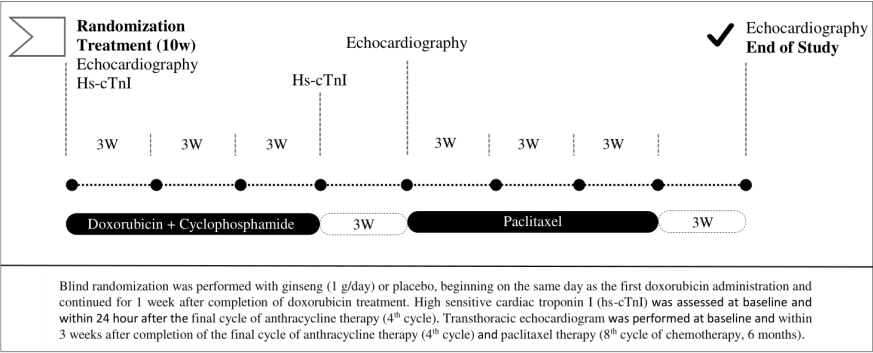 Randomization
Treatment (10w)
Echocardiography
Hs-cTnI
Hs-cTnI
Echocardiography
Echocardiography
End of Study
3W 3W 3W 3W 3W 3W
Doxorubicin + Cyclophosphamide 3W Paclitaxel 3W
Blind randomization was performed with ginseng (1 g/day) or placebo, beginning on the same day as the first doxorubicin administration and
continued for 1 week after completion of doxorubicin treatment. High sensitive cardiac troponin I (hs-cTnI) was assessed at baseline and
within 24 hour after the final cycle of anthracycline therapy (4th cycle). Transthoracic echocardiogram was performed at baseline and within
3 weeks after completion of the final cycle of anthracycline therapy (4th cycle) and paclitaxel therapy (8th cycle of chemotherapy, 6 months).